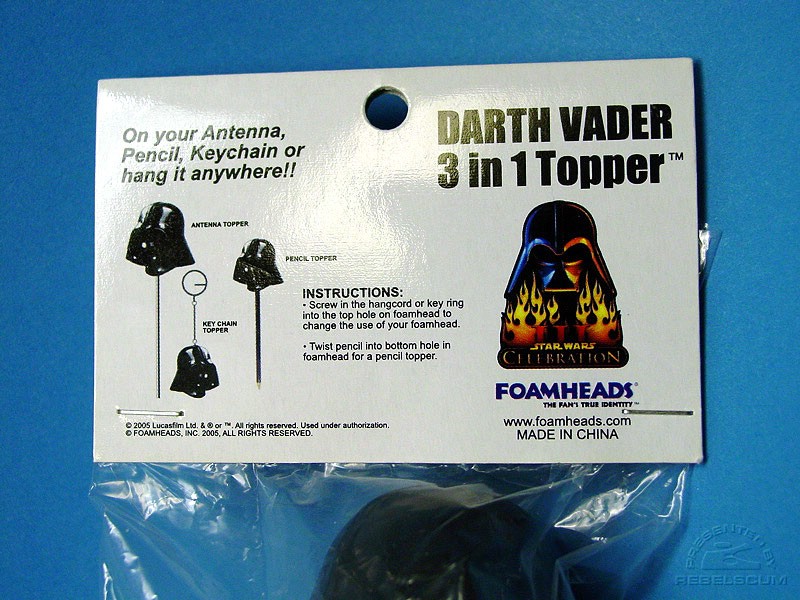 On your Antenna,
Pencil, Keychain or
hang it anywhere!!
DARTH VADER
3 in 1 Topper™
ANTENNA TOPPER
PENCIL TOPPER
KEY CHAIN
TOPPER
INSTRUCTIONS:
• Screw in the hangcord or key ring
into the top hole on foamhead to
change the use of your foamhead.
• Twist pencil into bottom hole in
foamhead for a pencil topper.
III
STAR WARS
CELEBRATION
FOAMHEADS®
THE FAN'S TRUE IDENTITY™
www.foamheads.com
MADE IN CHINA
© 2005 Lucasfilm Ltd. & ® or ™. All rights reserved. Used under authorization.
© FOAMHEADS, INC. 2005, ALL RIGHTS RESERVED.
PRESENTED BY
REBELSCUM